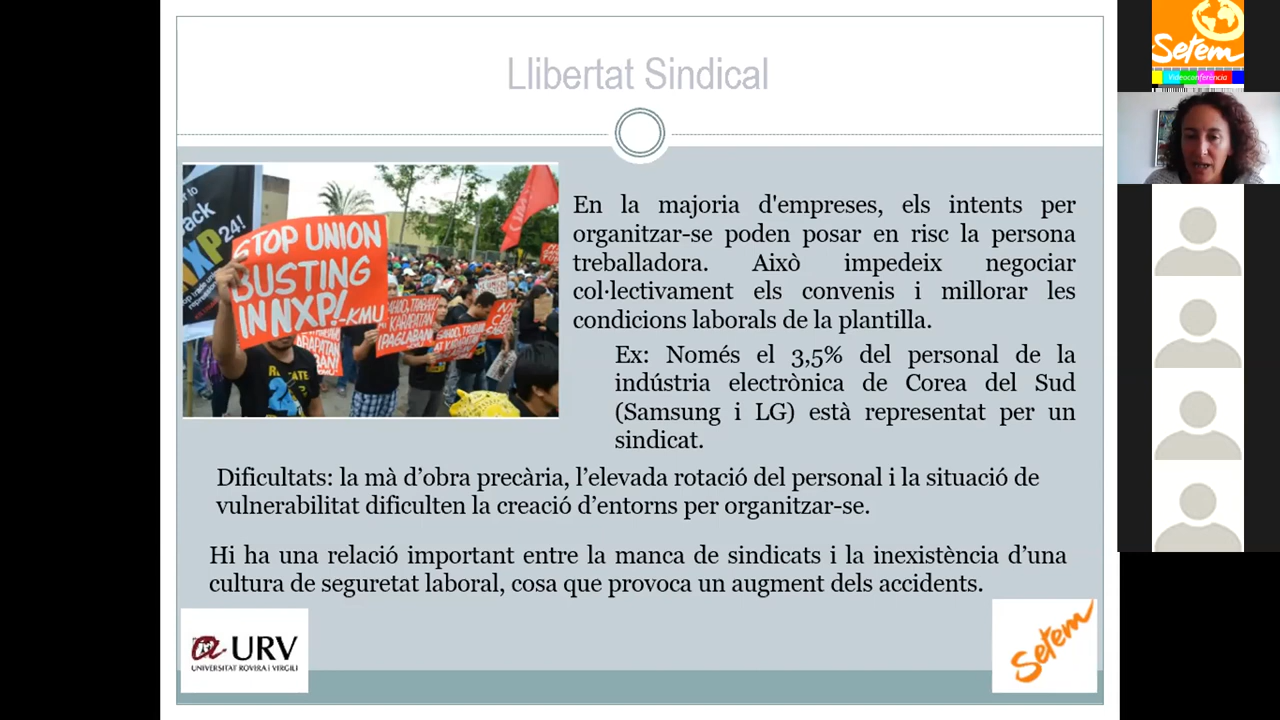 Llibertat Sindical
STOP UNION
BUSTING
IN NXP!
-KMU
24!
En la majoria d'empreses, els intents per
organitzar-se poden posar en risc la persona
treballadora. Això impedeix negociar
col·lectivament els convenis i millorar les
condicions laborals de la plantilla.
Ex: Només el 3,5% del personal de la
indústria electrònica de Corea del Sud
(Samsung i LG) està representat per un
sindicat.
Dificultats: la mà d’obra precària, l’elevada rotació del personal i la situació de
vulnerabilitat dificulten la creació d’entorns per organitzar-se.
Hi ha una relació important entre la manca de sindicats i la inexistència d’una
cultura de seguretat laboral, cosa que provoca un augment dels accidents.
URV
UNIVERSITAT ROVIRA i VIRGILI
Setem
Setem
Videoconferència